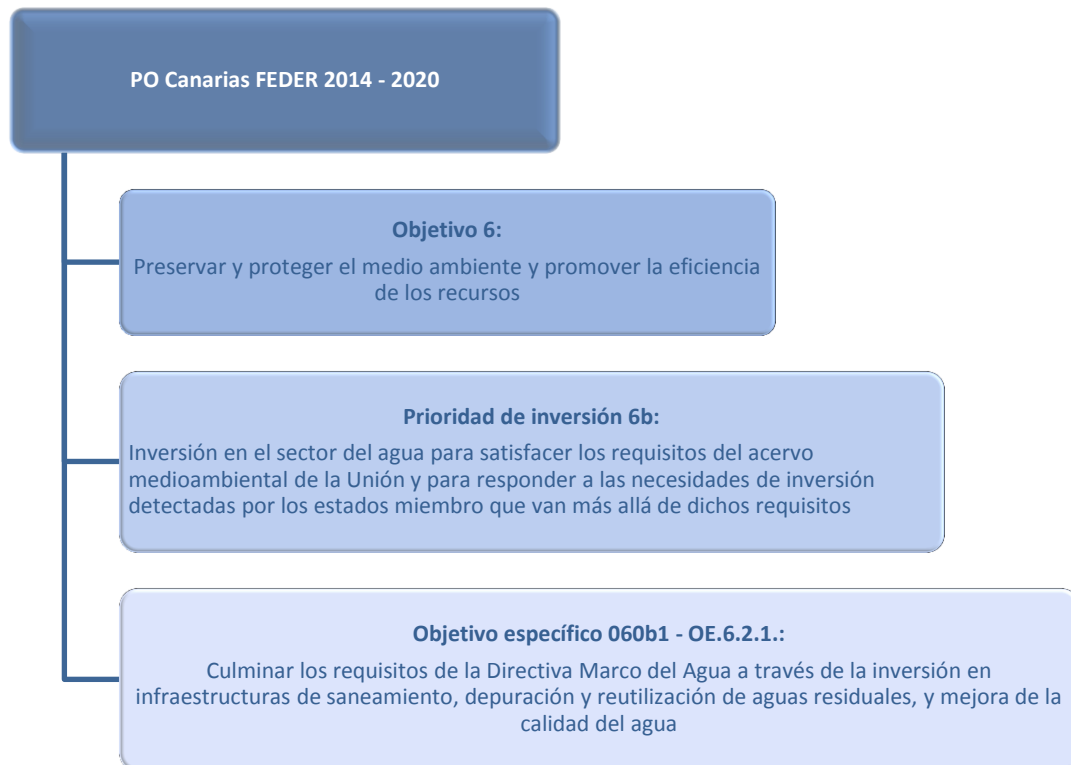 PO Canarias FEDER 2014 - 2020
Objetivo 6:
Preservar y proteger el medio ambiente y promover la eficiencia
de los recursos
Prioridad de inversión 6b:
Inversión en el sector del agua para satisfacer los requisitos del acervo
medioambiental de la Unión y para responder a las necesidades de inversión
detectadas por los estados miembro que van más allá de dichos requisitos
Objetivo específico 060b1 - OE.6.2.1.:
Culminar los requisitos de la Directiva Marco del Agua a través de la inversión en
infraestructuras de saneamiento, depuración y reutilización de aguas residuales, y mejora de la
calidad del agua